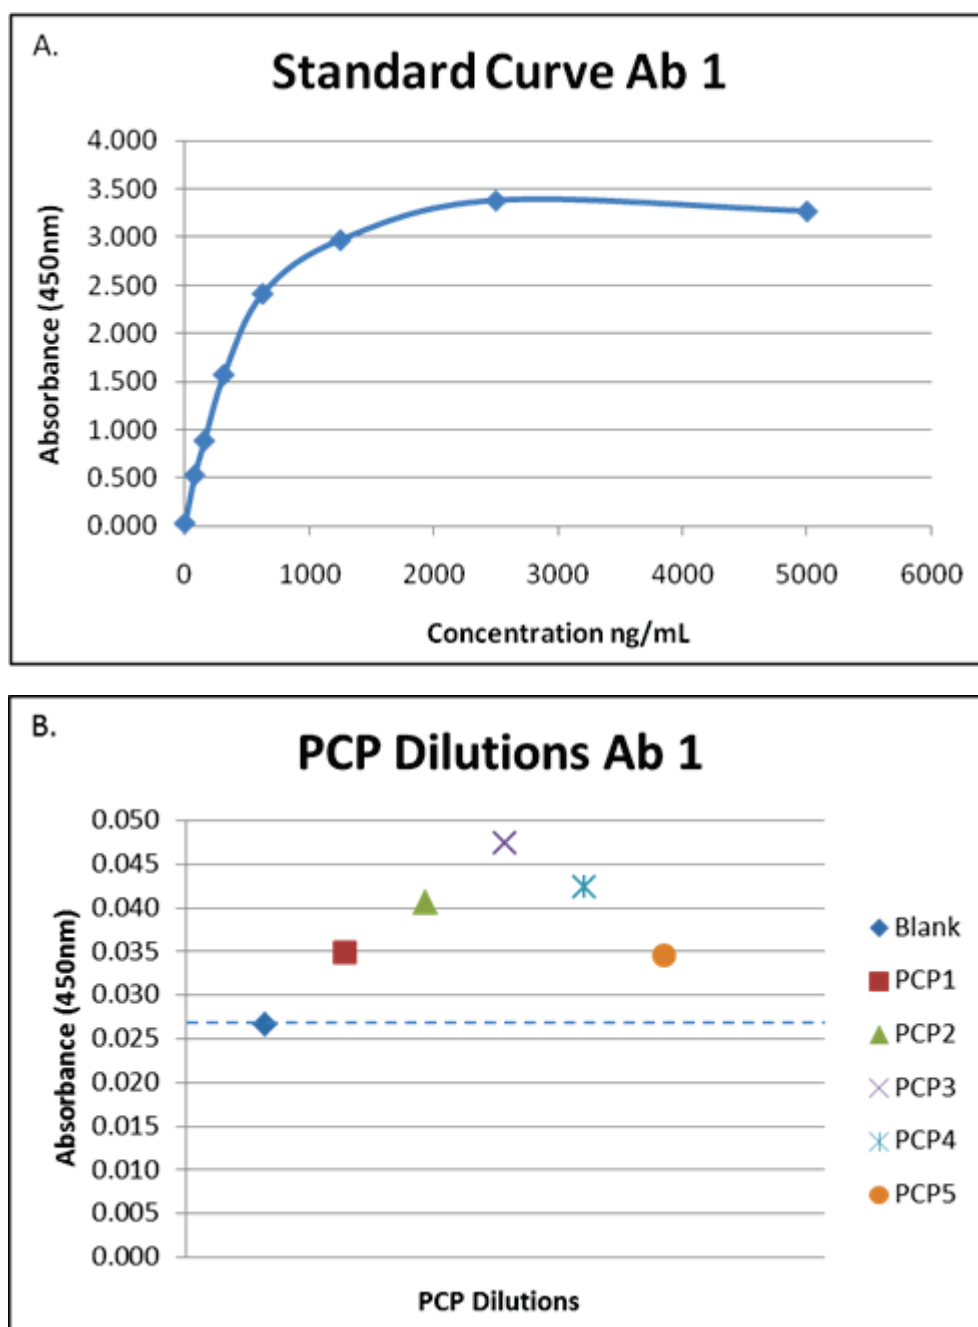 A.
Standard Curve Ab 1
4.000
3.500
3.000
2.500
2.000
1.500
1.000
0.500
0.000
Absorbance (450nm)
0 1000 2000 3000 4000 5000 6000
Concentration ng/mL
B.
PCP Dilutions Ab 1
0.050
0.045
0.040
0.035
0.030
0.025
0.020
0.015
0.010
0.005
0.000
Absorbance (450nm)
PCP Dilutions
Blank
PCP1
PCP2
PCP3
PCP4
PCP5